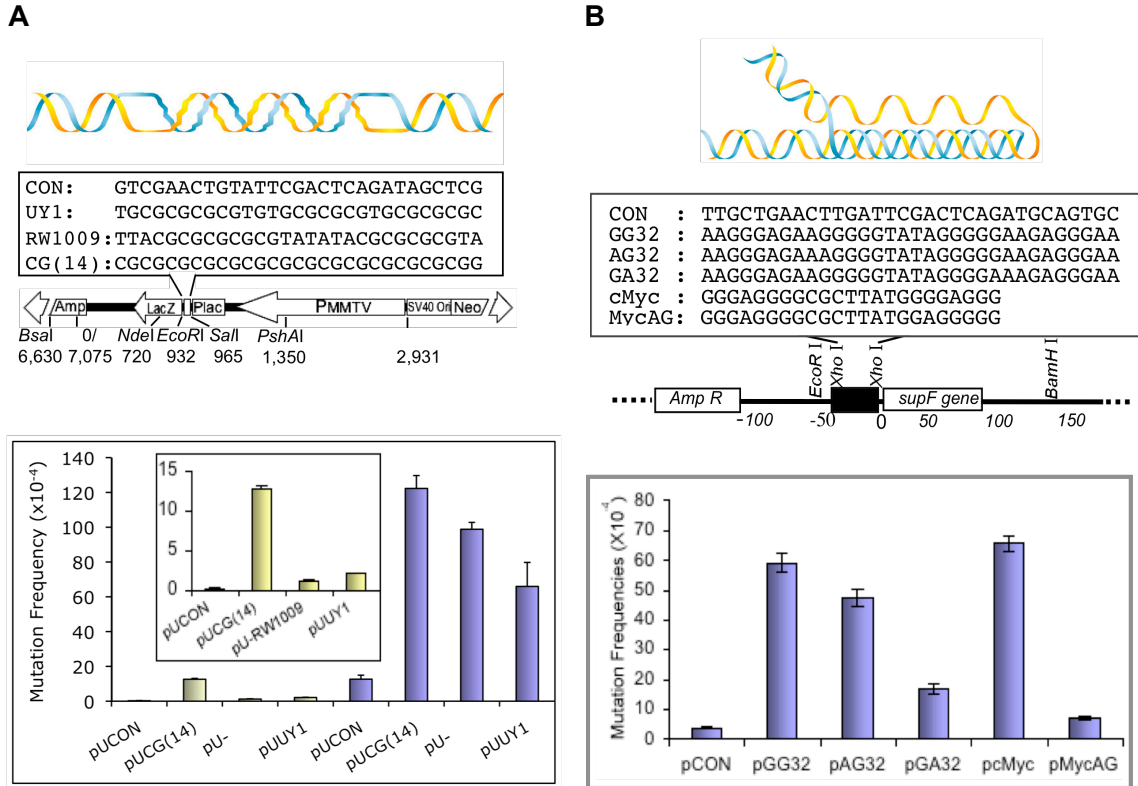 A
CON: GTCGAACTGTATTCGACTCAGATAGCTCG
UY1: TGCGCGCGCGTGTGCGCGTGCGCGCGC
RW1009: TTACGCGCGCGCGTATATACGCGCGCGTA
CG(14): CGCGCGCGCGCGCGCGCGCGCGCGCGCGG
Amp LacZ Plac PMMTV SV40 Ori Neo
BsaI 0/ NdeI EcoRI SalI PshAI
6,630 7,075 720 932 965 1,350 2,931
Mutation Frequency (x10-4)
140
120
100
80
60
40
20
0
15
10
5
0
pUCON pUCG(14) pU-RW1009 pUUY1
pUCON pUCG(14) pU- pUUY1 pUCON pUCG(14) pU- pUUY1
B
CON : TTGCTGAACTTGATTCGACTCAGATGCAGTGC
GG32 : AAGGGAGAAGGGGGTATAGGGGGAAGAGGGAA
AG32 : AAGGGAGAAAGGGGTATAGGGGGAAGAGGGAA
GA32 : AAGGGAGAAGGGGGTATAGGGGAAAGAGGGAA
cMyc : GGGAGGGGCGCTTATGGGGAGGG
MycAG: GGGAGGGGCGCTTATGGAGGGGG
EcoR I Xho I Xho I BamH I
Amp R supF gene
-100 -50 0 50 100 150
Mutation Frequencies (X10-4)
80
70
60
50
40
30
20
10
0
pCON pGG32 pAG32 pGA32 pcMyc pMycAG